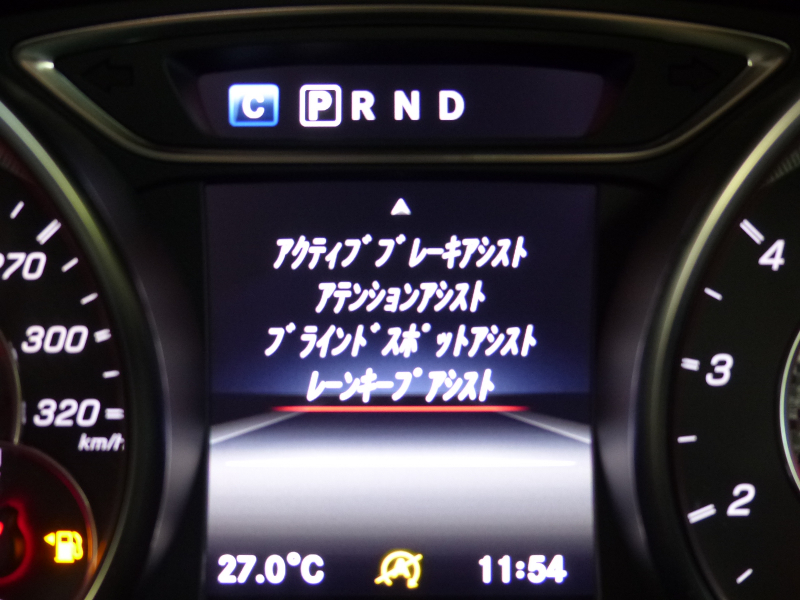 C P R N D
アクティブ ブレーキアシスト
アテンションアシスト
ブラインドスポットアシスト
レーンキープアシスト
270
300
320
km/h
4
3
2
27.0°C
A
11:54